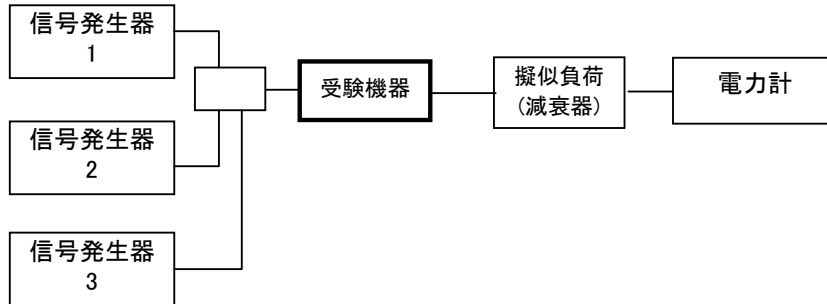 信号発生器
1
信号発生器
2
信号発生器
3
受験機器
擬似負荷
(減衰器)
電力計